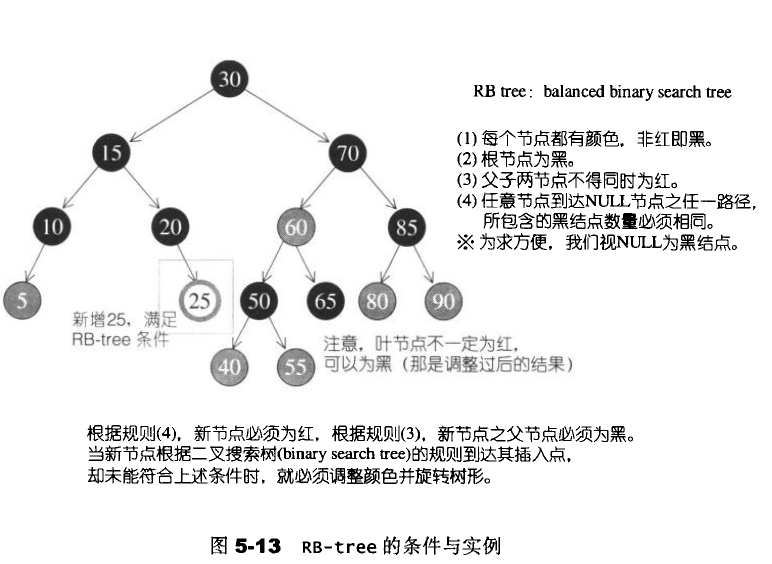 30
RB tree： balanced binary search tree
(1) 每个节点都有颜色，非红即黑。
15
70
(2) 根节点为黑。
(3) 父子两节点不得同时为红。
(4) 任意节点到达NULL节点之任一路径，
10
20
60
85
所包含的黑结点数量必须相同。
※ 为求方便，我们视NULL为黑结点。
5
25
50
65
80
90
新增25，满足
RB-tree 条件
注意，叶节点不一定为红，
40
55
可以为黑（那是调整过后的结果）
根据规则(4)，新节点必须为红，根据规则(3)，新节点之父节点必须为黑。
当新节点根据二叉搜索树(binary search tree)的规则到达其插入点，
却未能符合上述条件时，就必须调整颜色并旋转树形。
图 5-13 RB-tree 的条件与实例